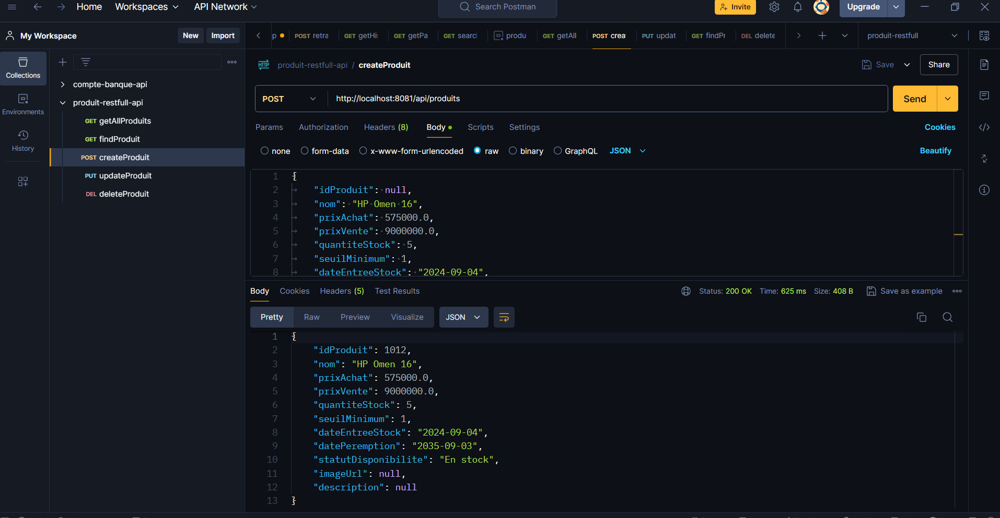 Home Workspaces API Network Search Postman Invite Upgrade
My Workspace New Import
p POST retra GET getHi GET getPa GET search produ GET getAll POST crea PUT updat GET findPr DEL delete produit-restfull
Collections
Environments
History
compte-banque-api
produit-restfull-api
GET getAllProduits
GET findProduit
POST createProduit
PUT updateProduit
DEL deleteProduit
HTTP produit-restfull-api / createProduit Save Share
POST http://localhost:8081/api/produits Send
Params Authorization Headers (8) Body Scripts Settings Cookies
none form-data x-www-form-urlencoded raw binary GraphQL JSON Beautify
1 {
2 "idProduit": null,
3 "nom": "HP Omen 16",
4 "prixAchat": 575000.0,
5 "prixVente": 9000000.0,
6 "quantiteStock": 5,
7 "seuilMinimum": 1,
8 "dateEntreeStock": "2024-09-04",
Body Cookies Headers (5) Test Results Status: 200 OK Time: 625 ms Size: 408 B Save as example
Pretty Raw Preview Visualize JSON
1 {
2 "idProduit": 1012,
3 "nom": "HP Omen 16",
4 "prixAchat": 575000.0,
5 "prixVente": 9000000.0,
6 "quantiteStock": 5,
7 "seuilMinimum": 1,
8 "dateEntreeStock": "2024-09-04",
9 "datePeremption": "2035-09-03",
10 "statutDisponibilite": "En stock",
11 "imageUrl": null,
12 "description": null
13 }